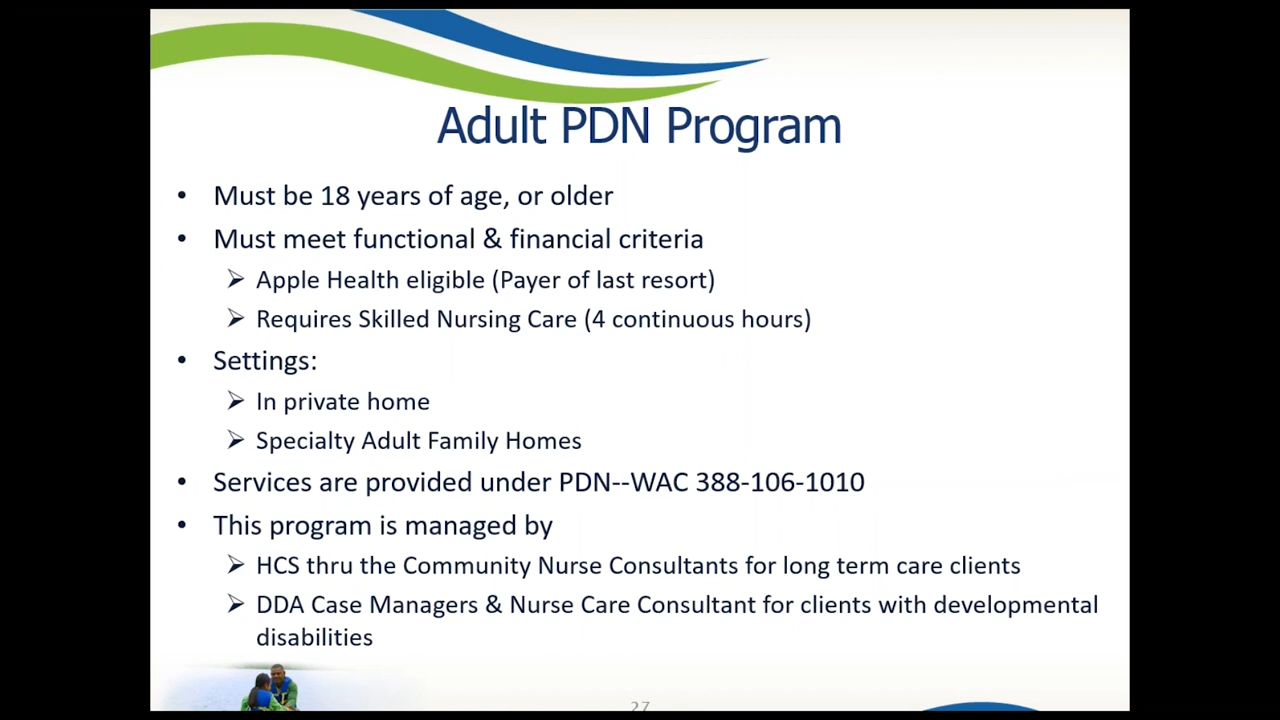 Adult PDN Program
• Must be 18 years of age, or older
• Must meet functional & financial criteria
➢ Apple Health eligible (Payer of last resort)
➢ Requires Skilled Nursing Care (4 continuous hours)
• Settings:
➢ In private home
➢ Specialty Adult Family Homes
• Services are provided under PDN--WAC 388-106-1010
• This program is managed by
➢ HCS thru the Community Nurse Consultants for long term care clients
➢ DDA Case Managers & Nurse Care Consultant for clients with developmental
disabilities
27